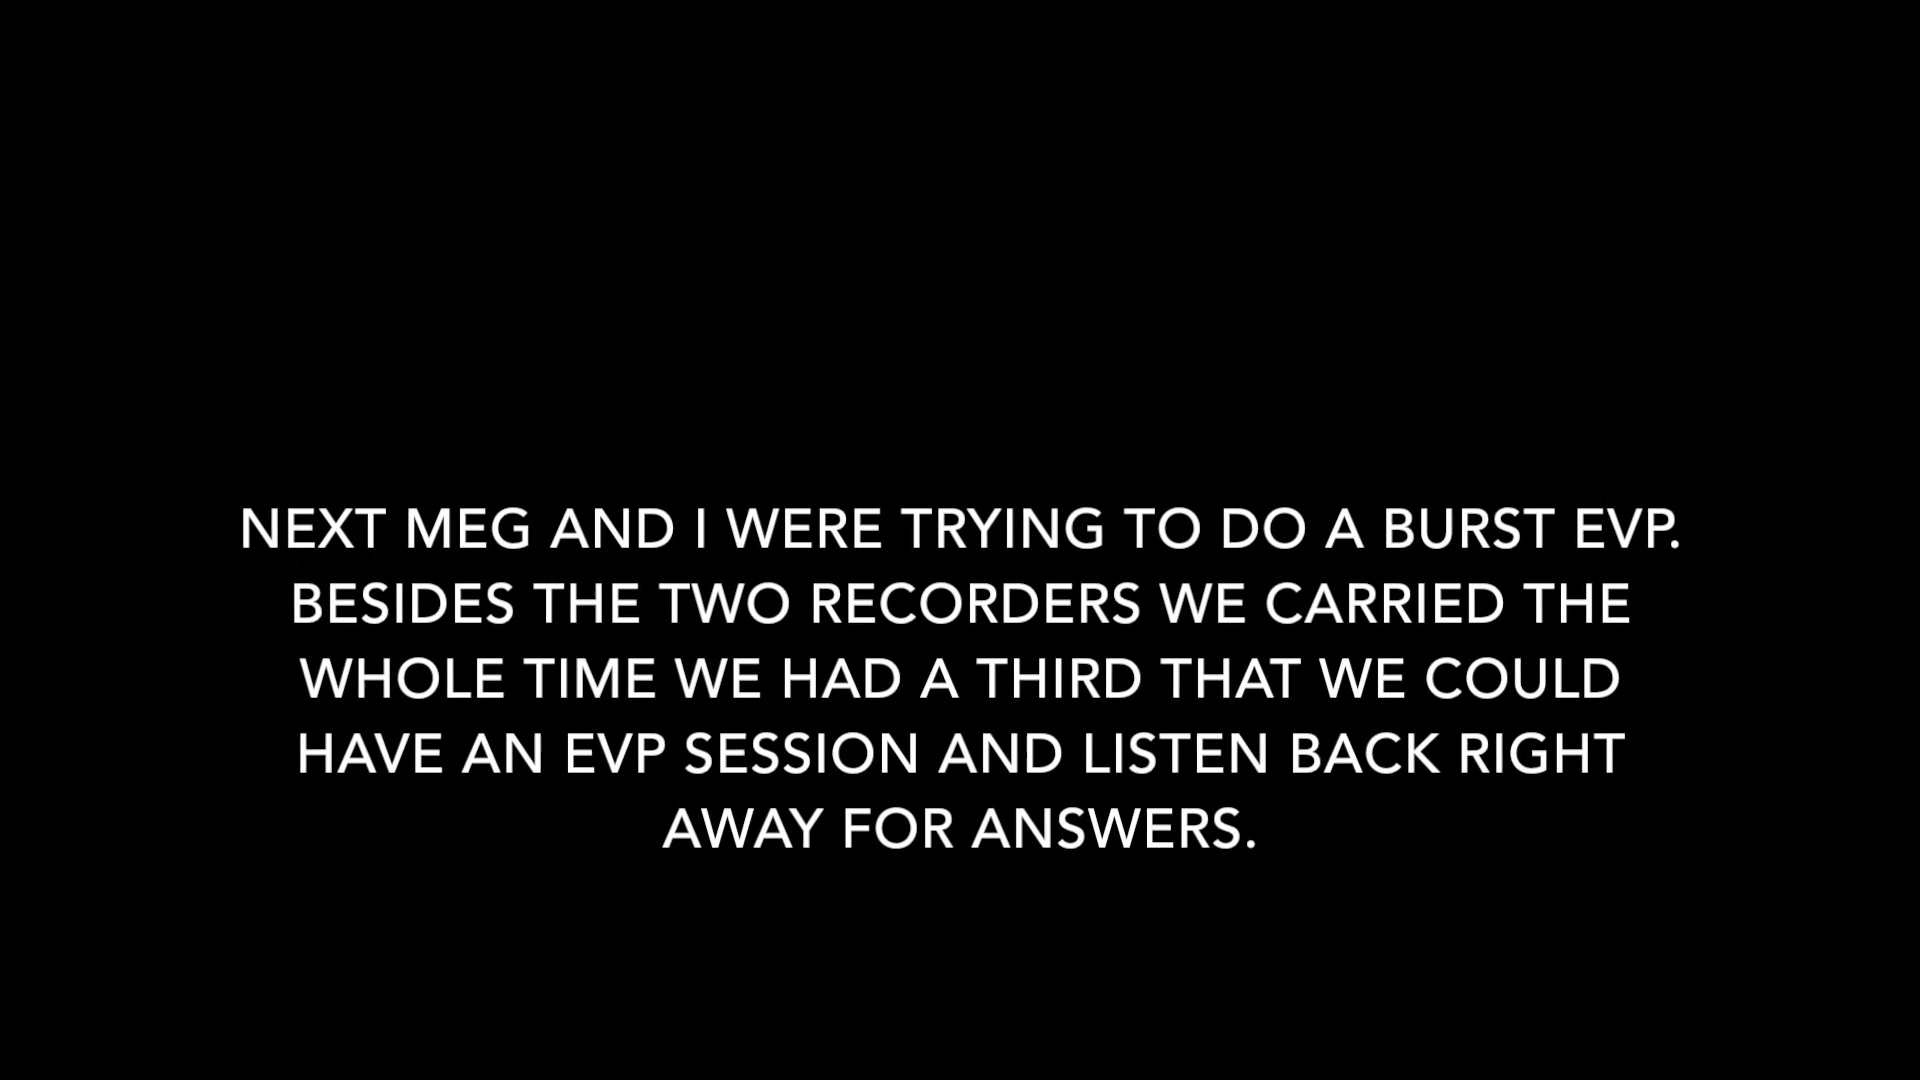 NEXT MEG AND I WERE TRYING TO DO A BURST EVP.
BESIDES THE TWO RECORDERS WE CARRIED THE
WHOLE TIME WE HAD A THIRD THAT WE COULD
HAVE AN EVP SESSION AND LISTEN BACK RIGHT
AWAY FOR ANSWERS.